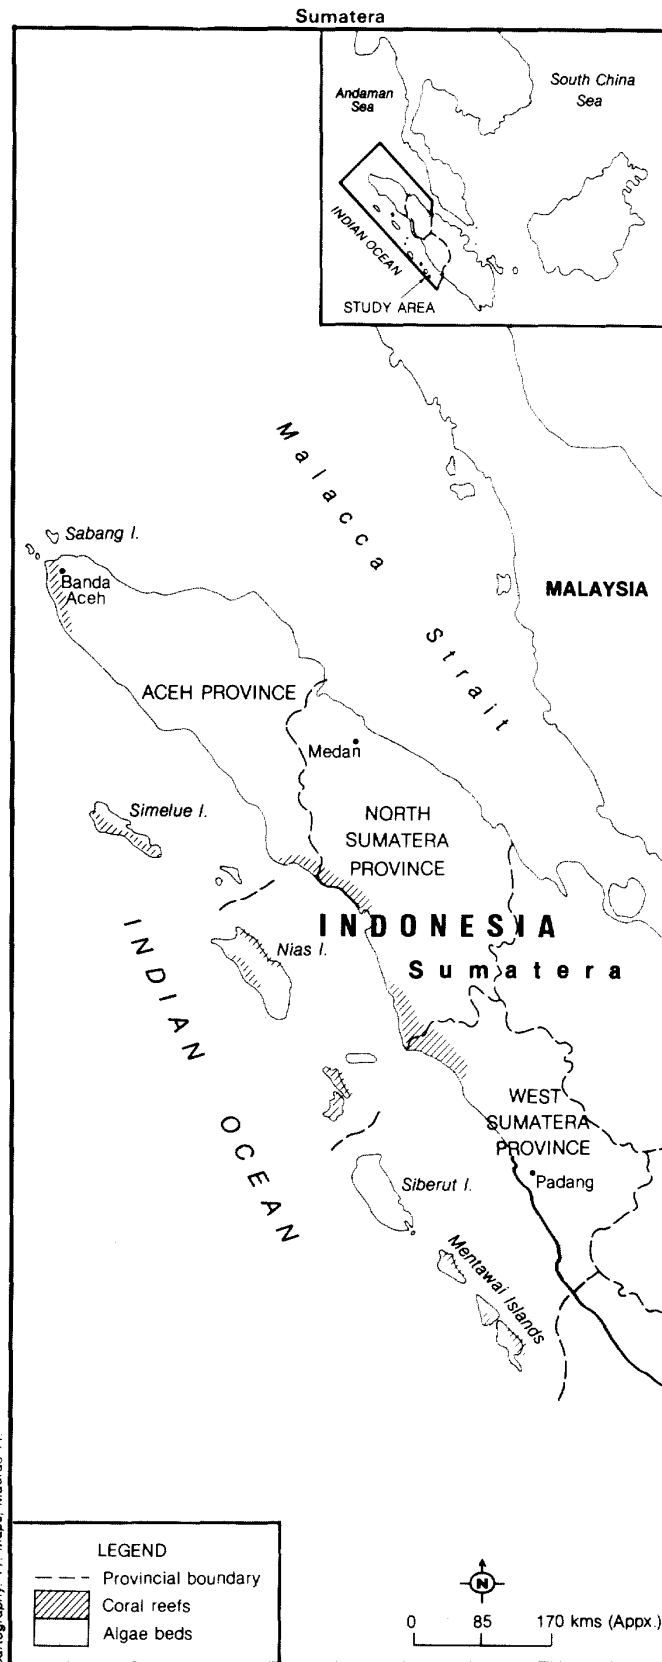 Sumatera
Andaman
Sea
South China
Sea
INDIAN OCEAN
STUDY AREA
Malacca Strait
Sabang I.
Banda
Aceh
MALAYSIA
ACEH PROVINCE
Medan
Simelue I.
NORTH
SUMATERA
PROVINCE
INDONESIA
Nias I.
Sumatera
INDIAN OCEAN
WEST
SUMATERA
PROVINCE
Padang
Siberut I.
Mentawai Islands
LEGEND
Provincial boundary
Coral reefs
Algae beds
N
0 85 170 kms (Appx.)